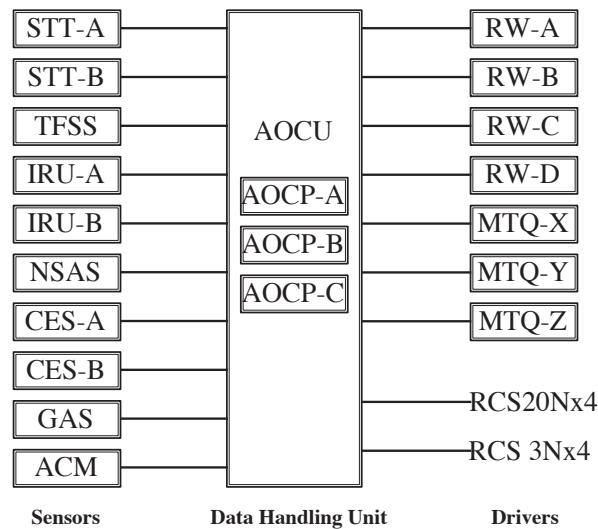 STT-A
STT-B
TFSS
IRU-A
IRU-B
NSAS
CES-A
CES-B
GAS
ACM
Sensors
AOCU
AOCP-A
AOCP-B
AOCP-C
Data Handling Unit
RW-A
RW-B
RW-C
RW-D
MTQ-X
MTQ-Y
MTQ-Z
RCS20Nx4
RCS 3Nx4
Drivers